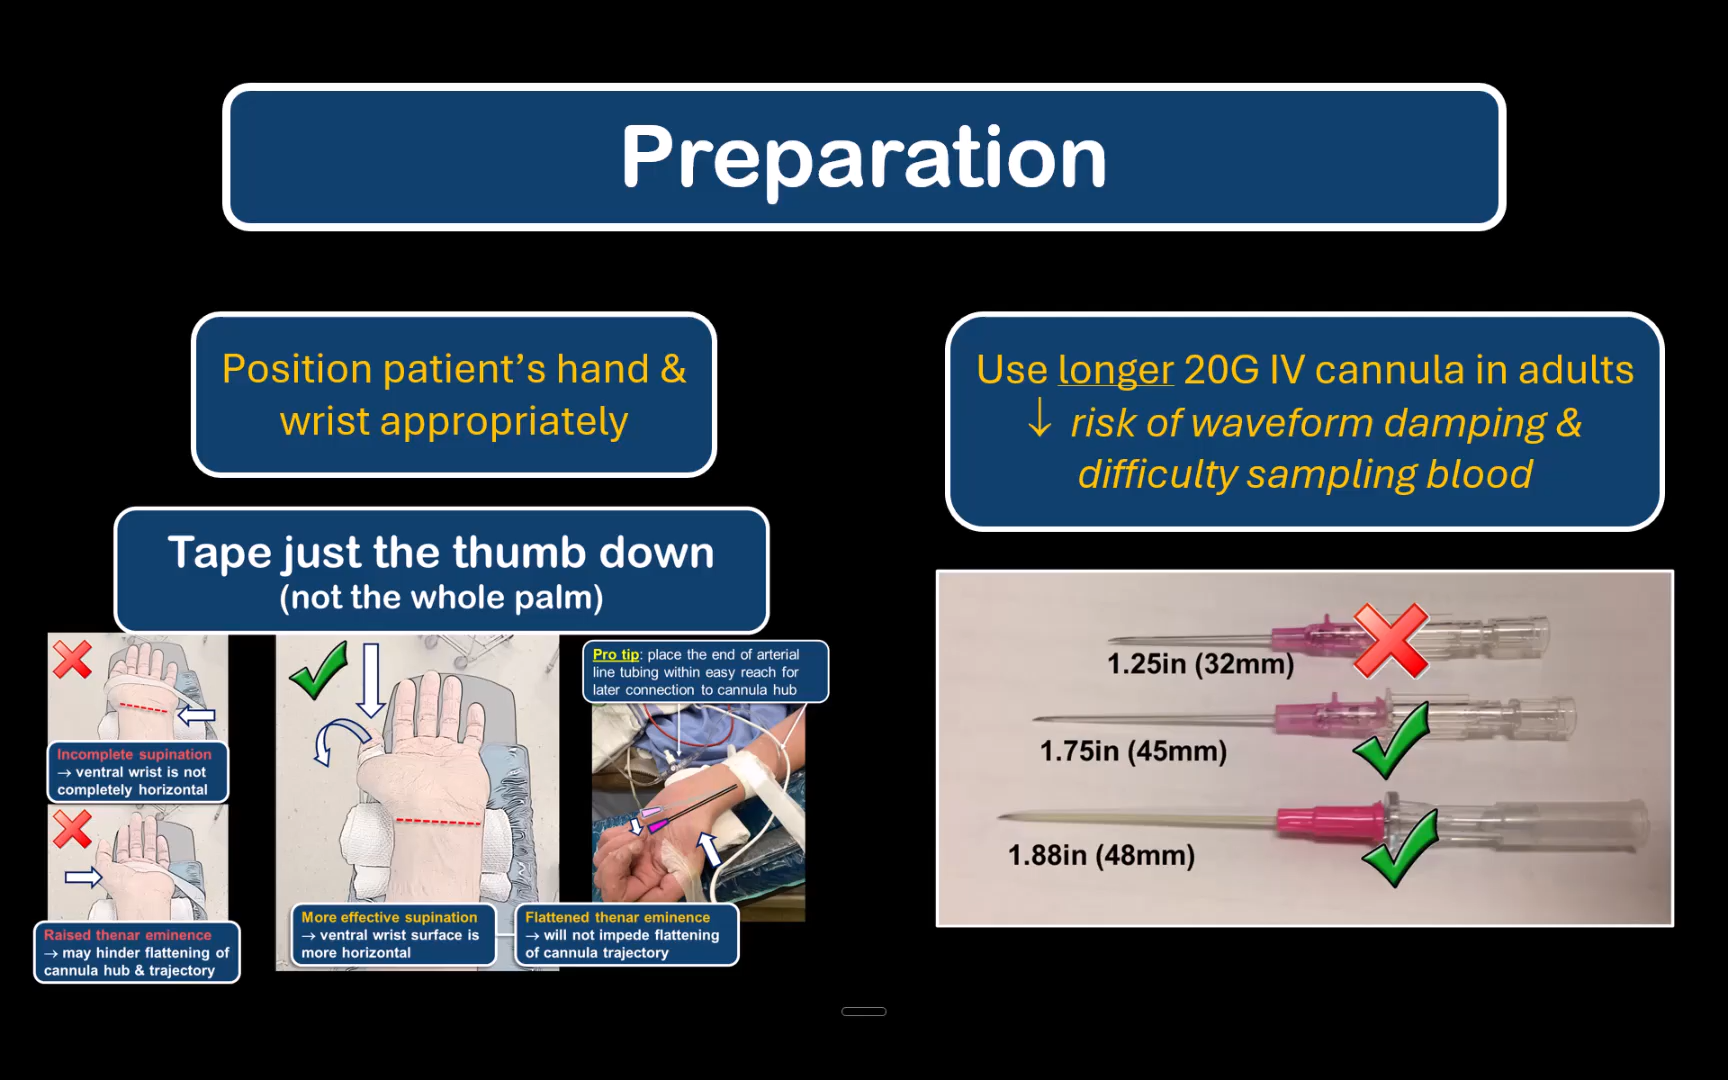 Preparation
Position patient’s hand &
wrist appropriately
Tape just the thumb down
(not the whole palm)
Incomplete supination
→ ventral wrist is not
completely horizontal
Raised thenar eminence
→ may hinder flattening of
cannula hub & trajectory
More effective supination
→ ventral wrist surface is
more horizontal
Pro tip: place the end of arterial
line tubing within easy reach for
later connection to cannula hub
Flattened thenar eminence
→ will not impede flattening
of cannula trajectory
Use longer 20G IV cannula in adults
↓ risk of waveform damping &
difficulty sampling blood
1.25in (32mm)
1.75in (45mm)
1.88in (48mm)